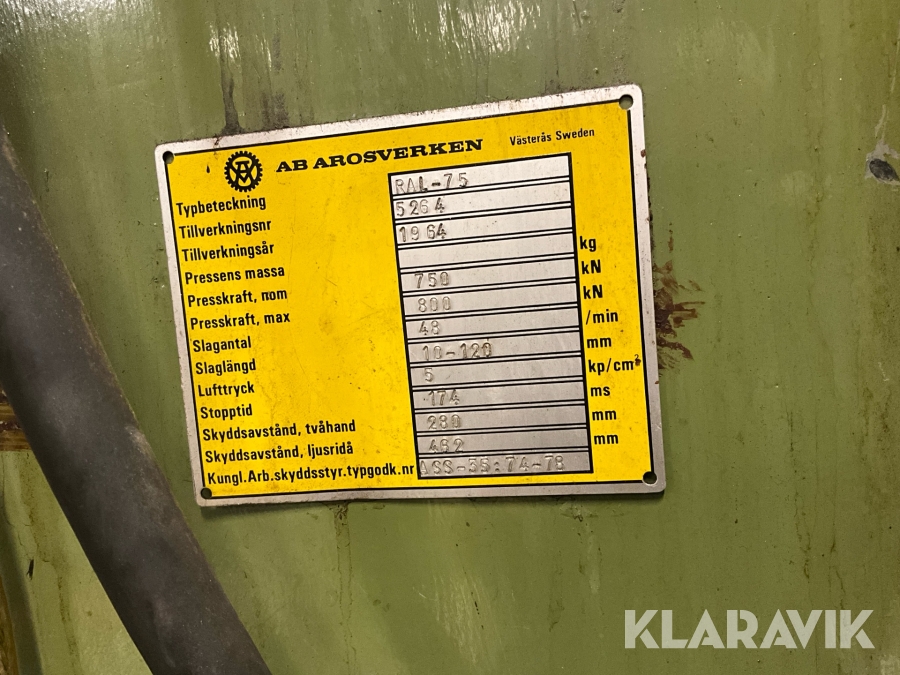 AB AROSVERKEN Västerås Sweden
Typbeteckning RAL-75
Tillverkningsnr 5264
Tillverkningsår 1964
Pressens massa kg
Presskraft, nom 750 kN
Presskraft, max 800 kN
Slagantal 48 /min
Slaglängd 10-120 mm
Lufttryck 5 kp/cm²
Stopptid 174 ms
Skyddsavstånd, tvåhand 280 mm
Skyddsavstånd, ljusridå 462 mm
Kungl.Arb.skyddsstyr.typgodk.nr ASS-35:74-78
KLARAVIK